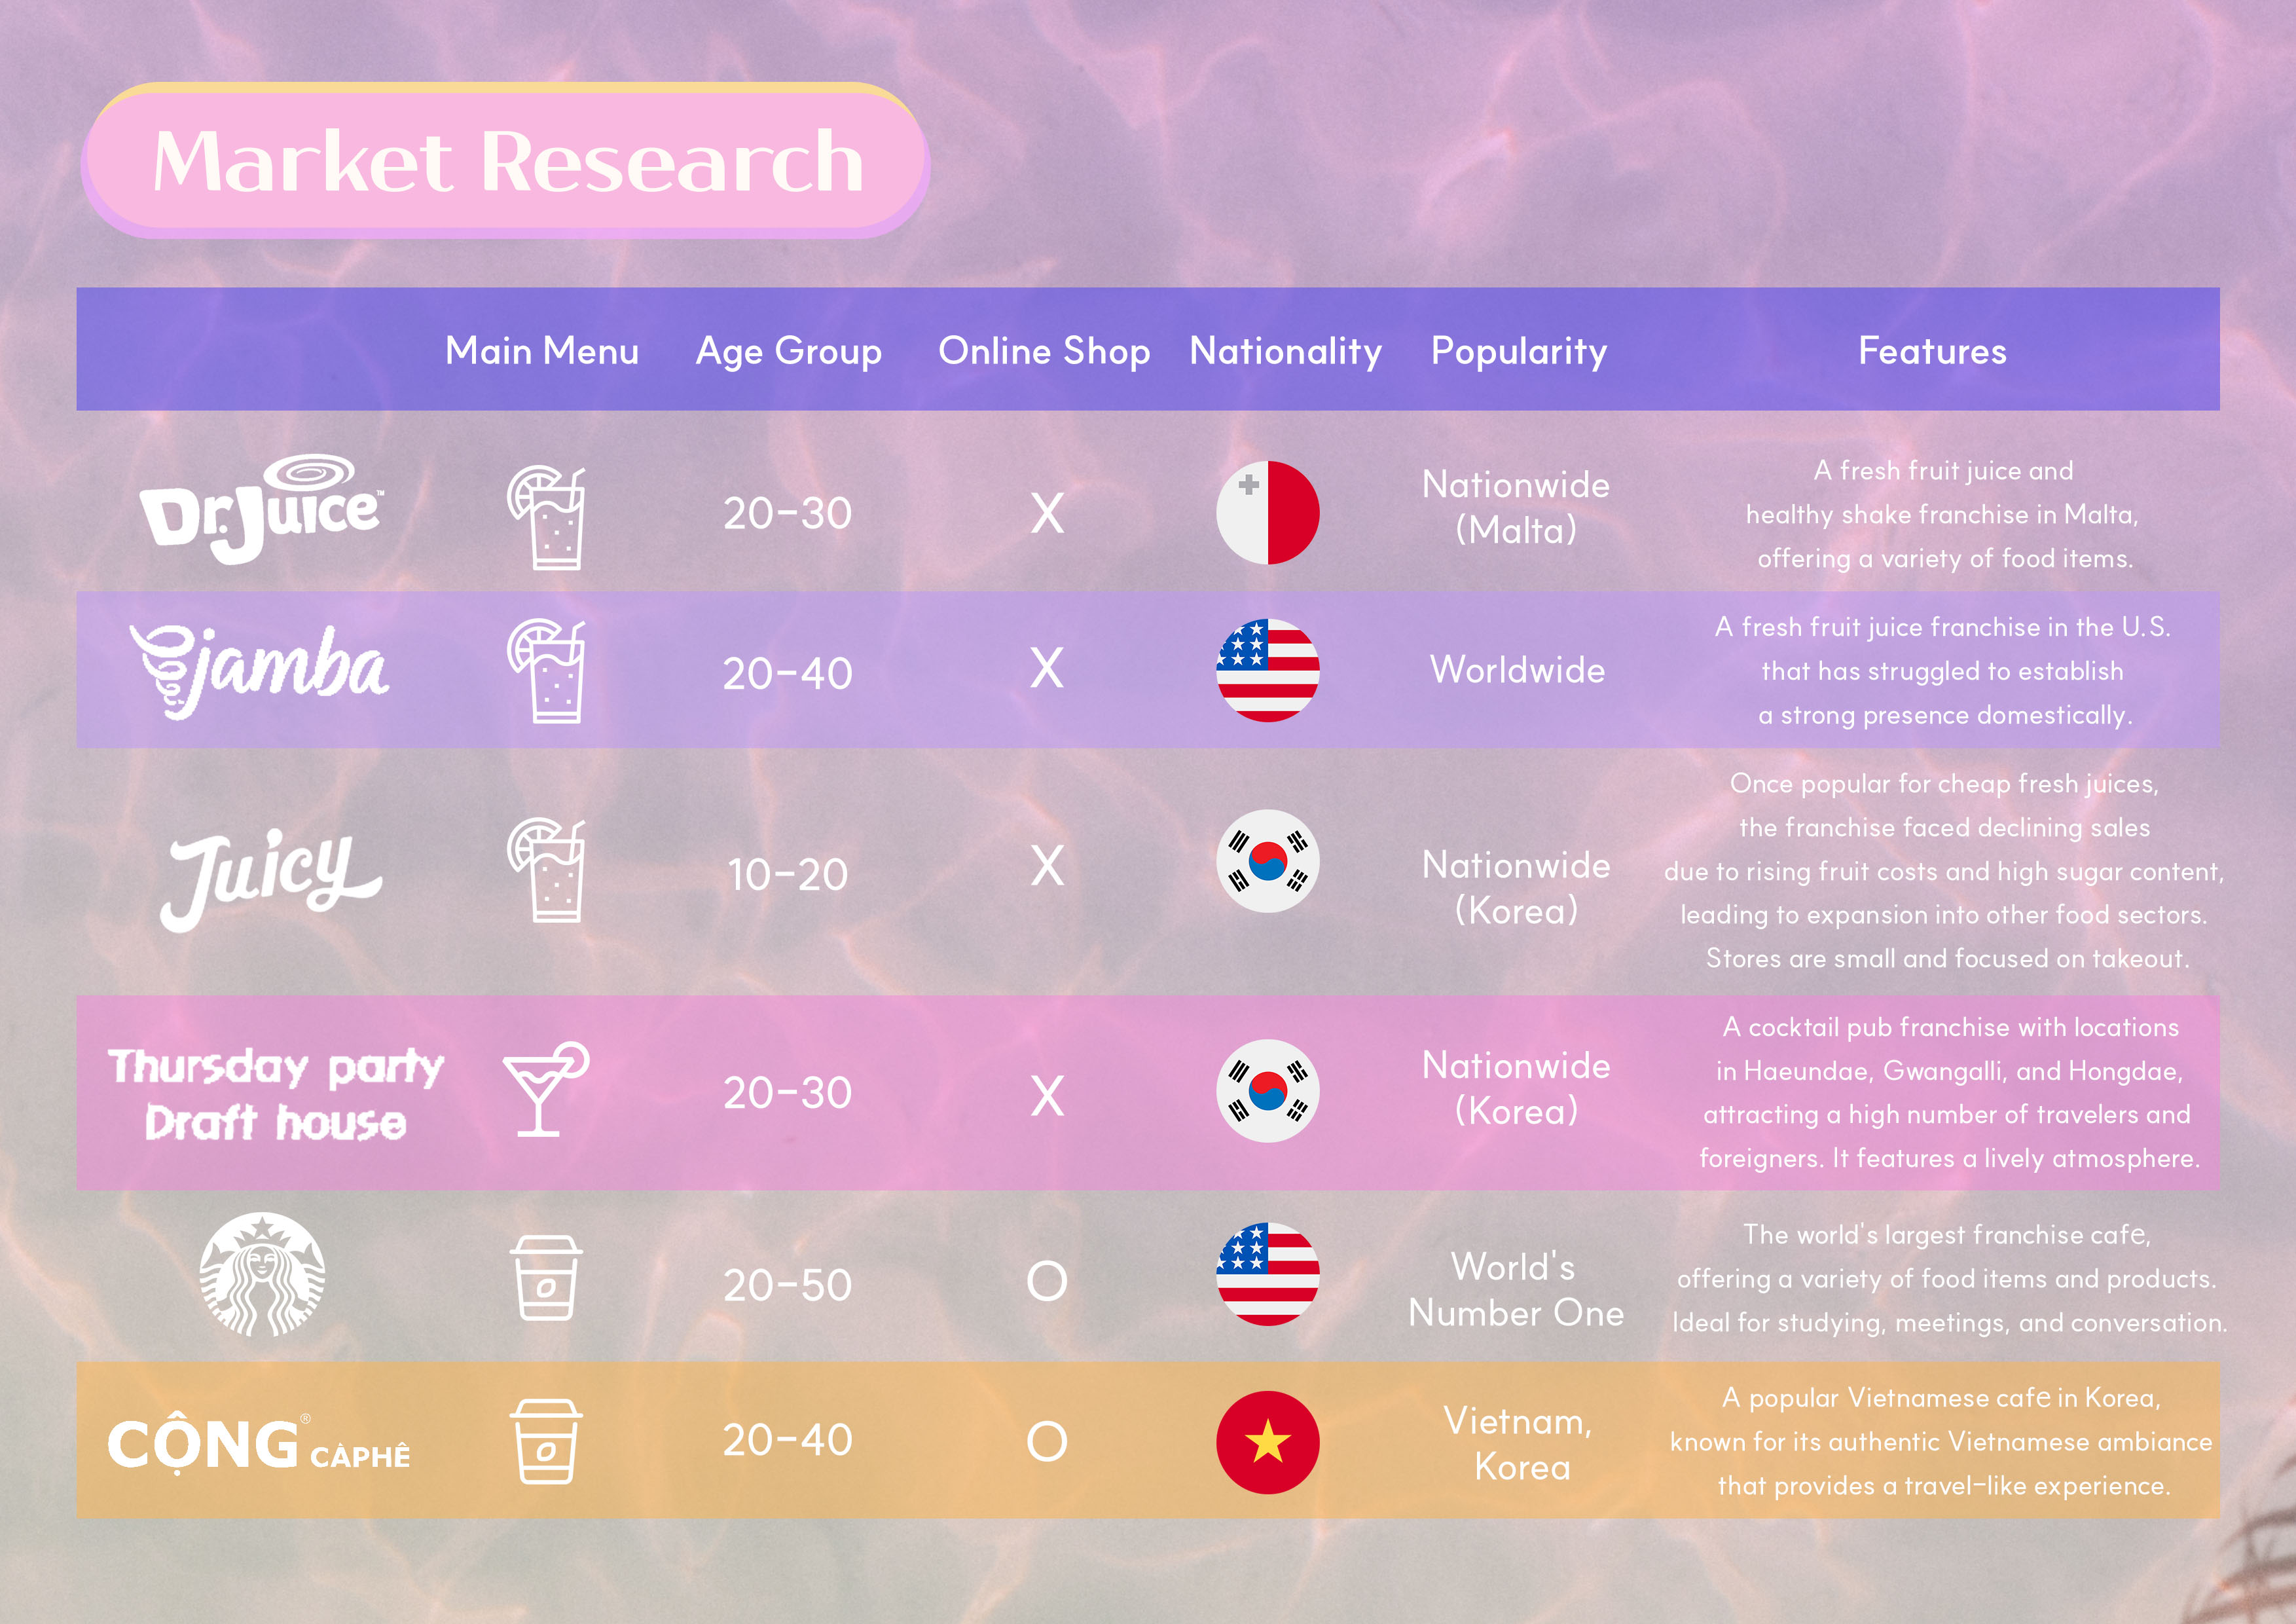 Market Research
Main Menu Age Group Online Shop Nationality Popularity Features
Dr.Juice™
20-30
X
Nationwide
(Malta)
A fresh fruit juice and
healthy shake franchise in Malta,
offering a variety of food items.
jamba
20-40
X
Worldwide
A fresh fruit juice franchise in the U.S.
that has struggled to establish
a strong presence domestically.
Juicy
10-20
X
Nationwide
(Korea)
Once popular for cheap fresh juices,
the franchise faced declining sales
due to rising fruit costs and high sugar content,
leading to expansion into other food sectors.
Stores are small and focused on takeout.
Thursday party
Draft house
20-30
X
Nationwide
(Korea)
A cocktail pub franchise with locations
in Haeundae, Gwangalli, and Hongdae,
attracting a high number of travelers and
foreigners. It features a lively atmosphere.
20-50
O
World's
Number One
The world's largest franchise cafe,
offering a variety of food items and products.
Ideal for studying, meetings, and conversation.
CỘNG® CÀPHÊ
20-40
O
Vietnam,
Korea
A popular Vietnamese cafe in Korea,
known for its authentic Vietnamese ambiance
that provides a travel-like experience.